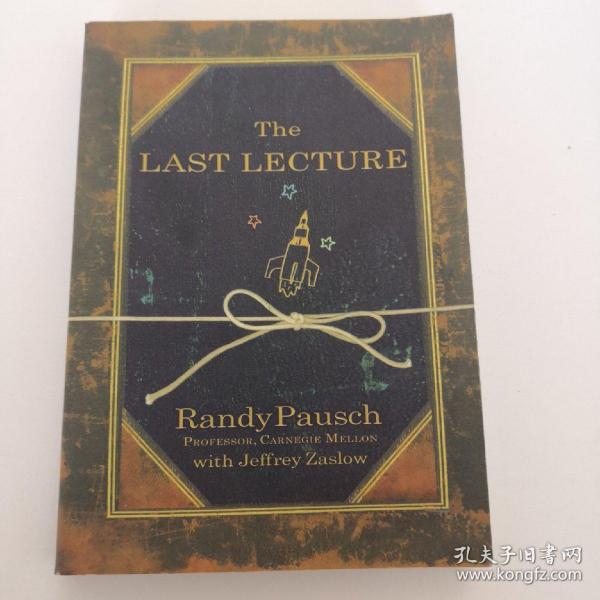 The
LAST LECTURE
Randy Pausch
PROFESSOR, CARNEGIE MELLON
with Jeffrey Zaslow
孔夫子旧書网
www.kongfz.com